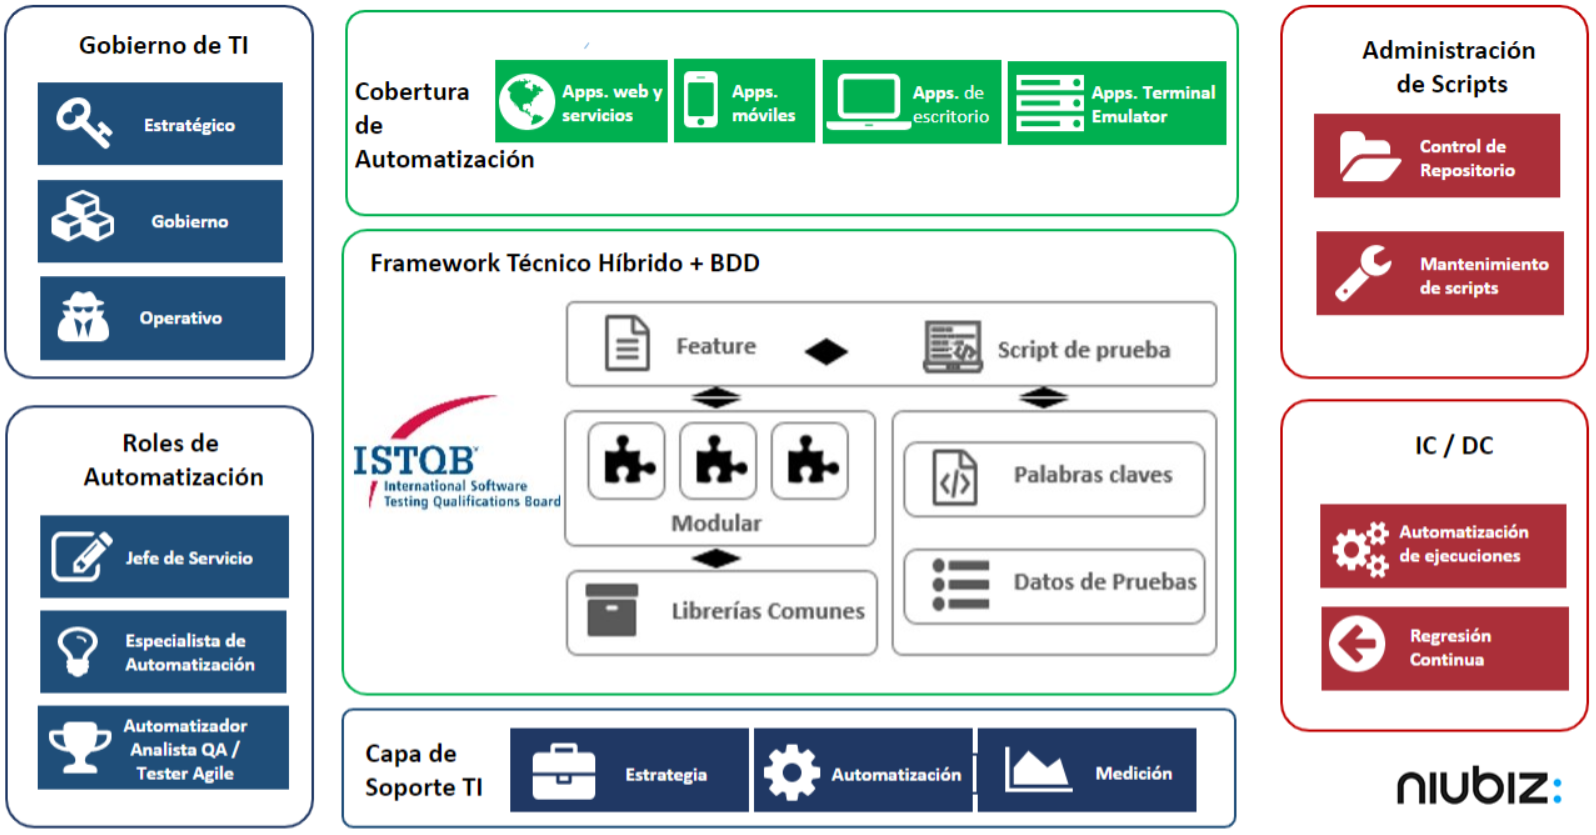 Gobierno de TI
Estratégico
Gobierno
Operativo
Roles de
Automatización
Jefe de Servicio
Especialista de
Automatización
Automatizador
Analista QA /
Tester Agile
Cobertura
de
Automatización
Apps. web y
servicios
Apps.
móviles
Apps. de
escritorio
Apps. Terminal
Emulator
Framework Técnico Híbrido + BDD
ISTQB
International Software
Testing Qualifications Board
Feature
Script de prueba
Modular
Librerías Comunes
Palabras claves
Datos de Pruebas
Capa de
Soporte TI
Estrategia
Automatización
Medición
Administración
de Scripts
Control de
Repositorio
Mantenimiento
de scripts
IC / DC
Automatización
de ejecuciones
Regresión
Continua
niubiz: